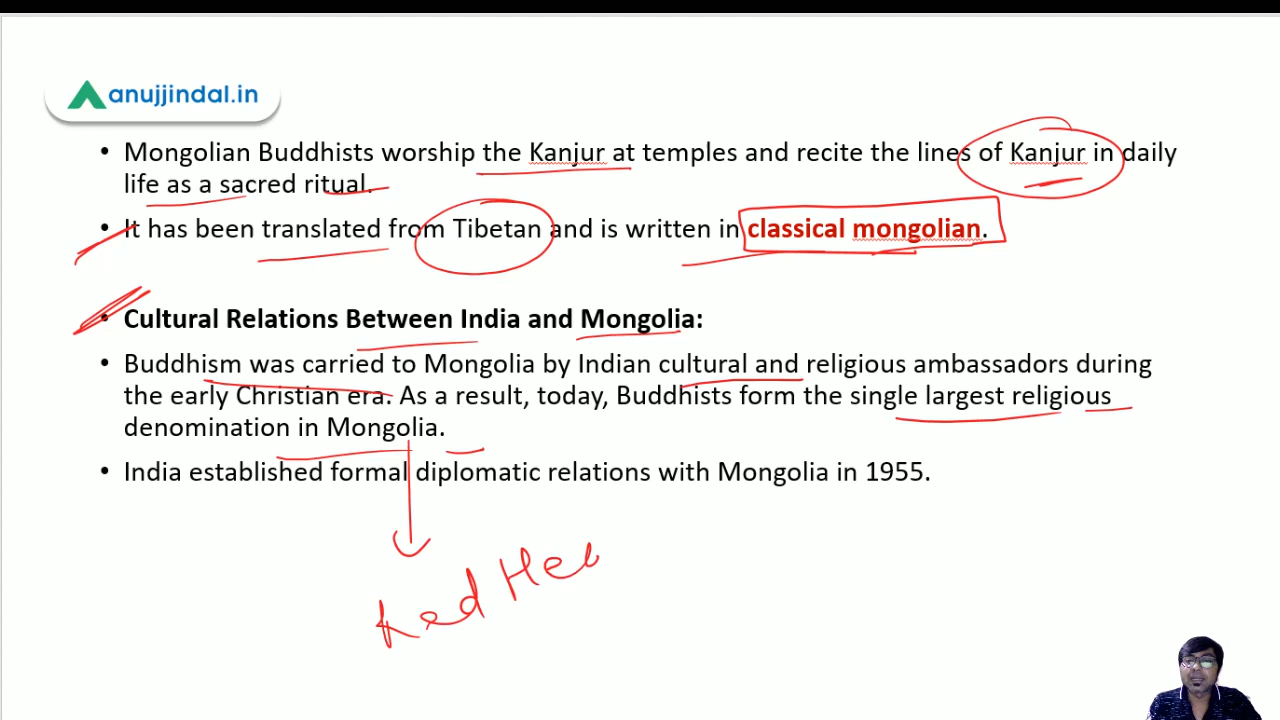 anujjindal.in
• Mongolian Buddhists worship the Kanjur at temples and recite the lines of Kanjur in daily
life as a sacred ritual.
• It has been translated from Tibetan and is written in classical mongolian.
• Cultural Relations Between India and Mongolia:
• Buddhism was carried to Mongolia by Indian cultural and religious ambassadors during
the early Christian era. As a result, today, Buddhists form the single largest religious
denomination in Mongolia.
• India established formal diplomatic relations with Mongolia in 1955.
Red